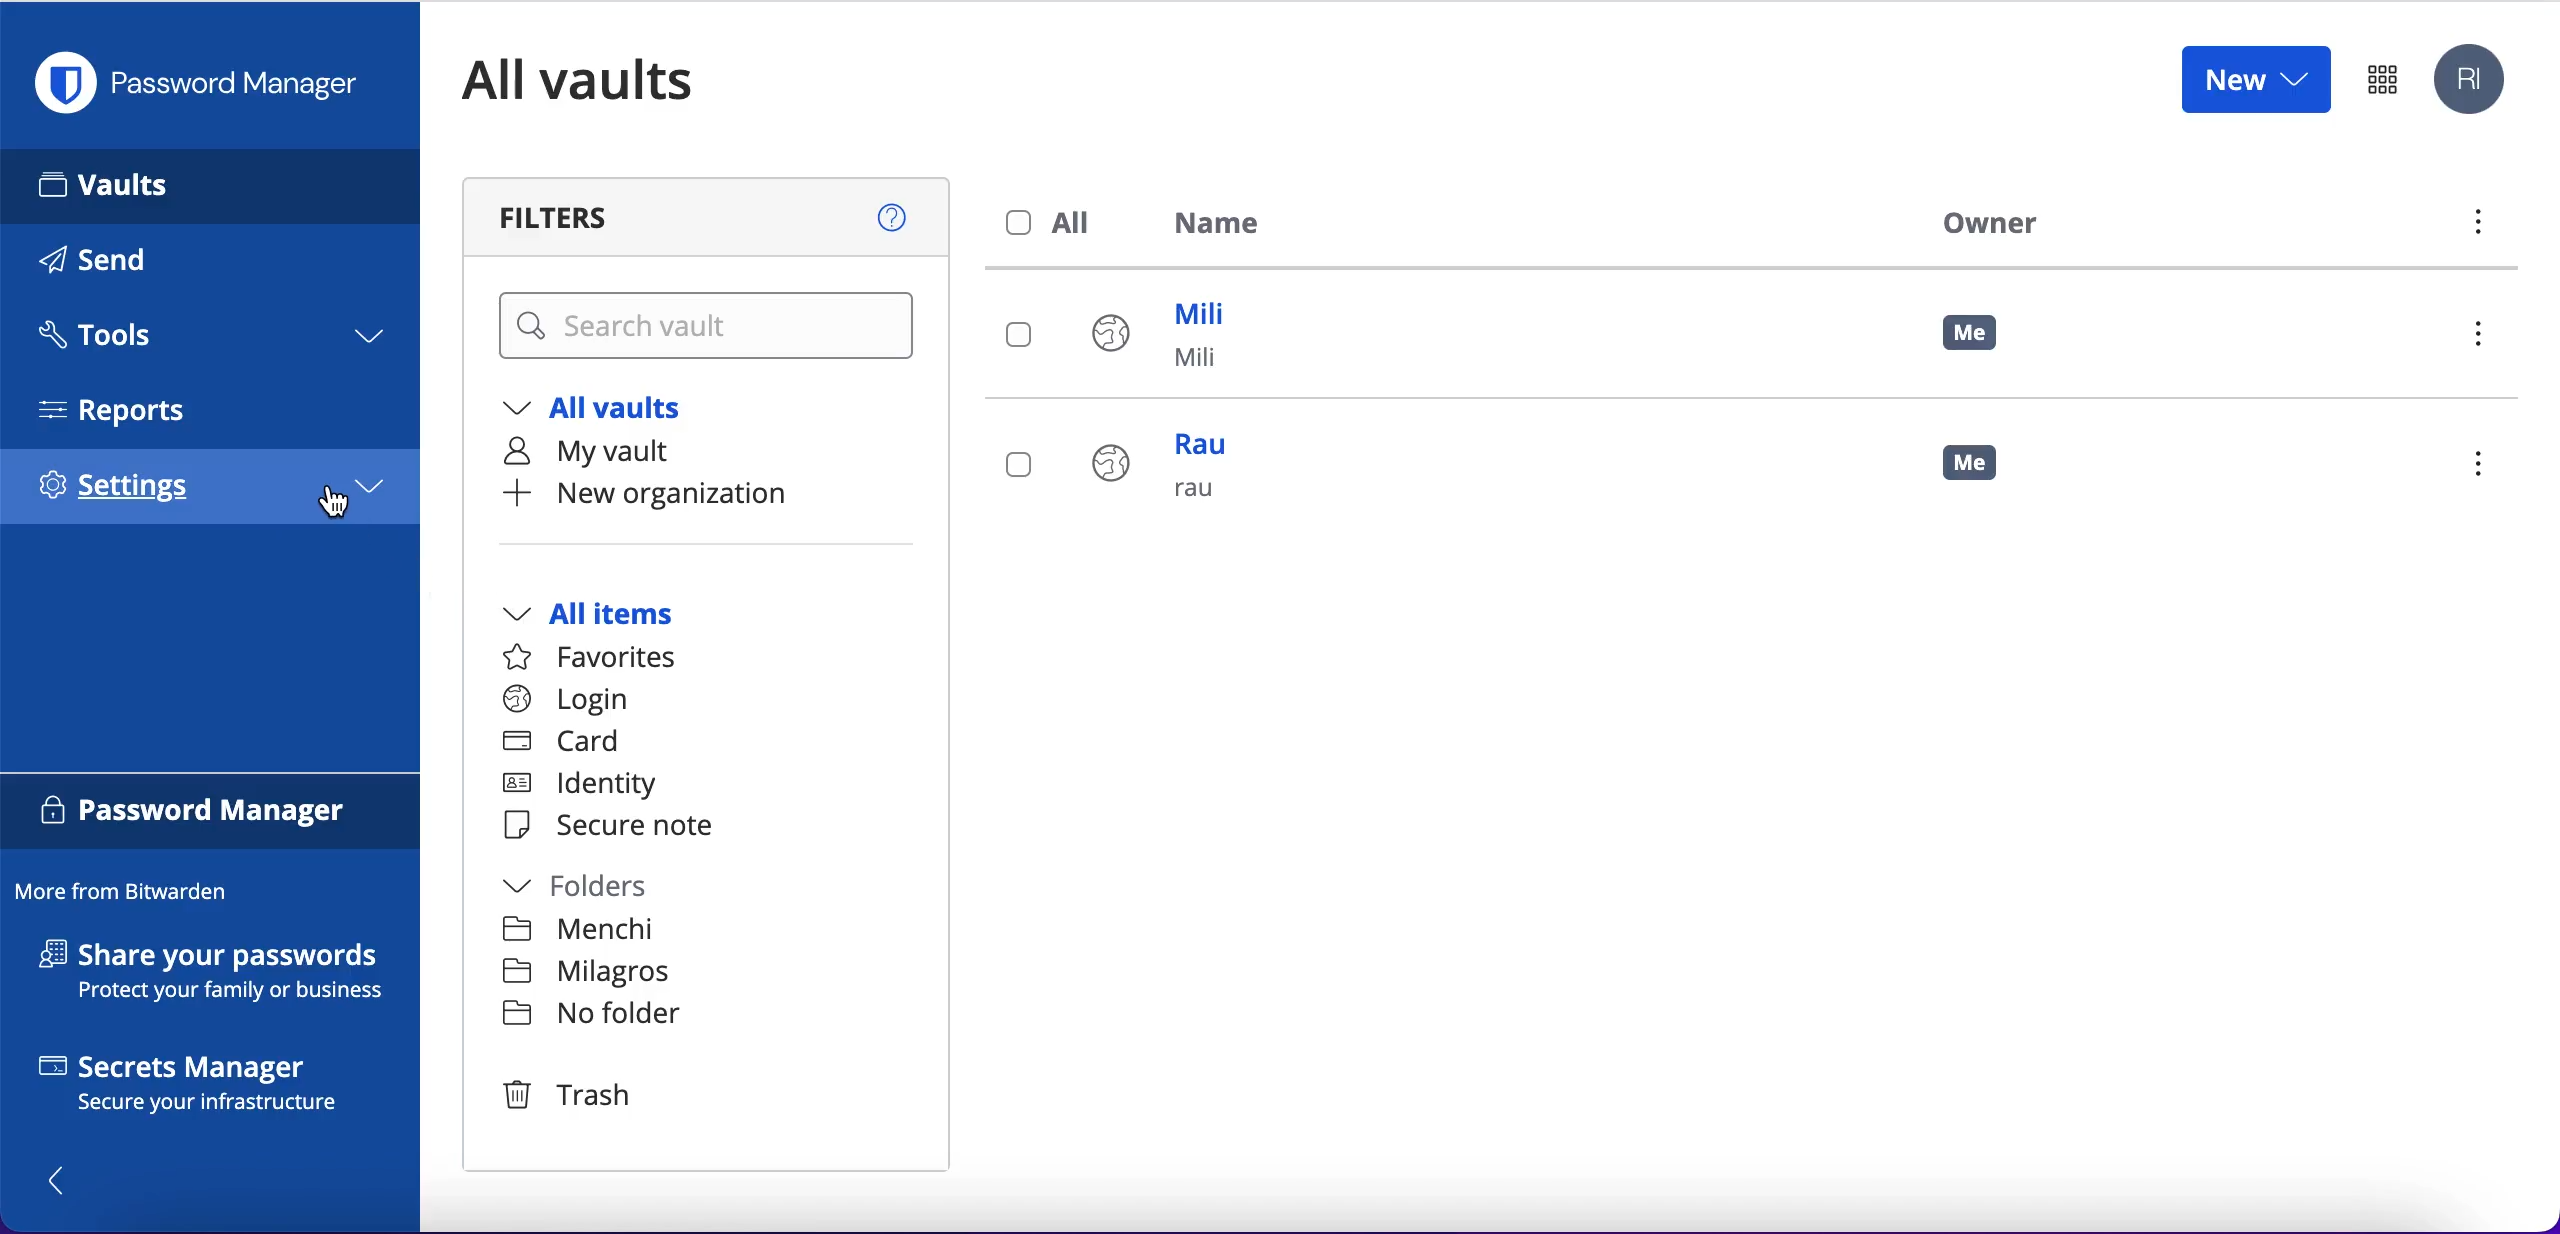 Password Manager
Vaults
Send
Tools
Reports
Settings
Password Manager
More from Bitwarden
Share your passwords
Protect your family or business
Secrets Manager
Secure your infrastructure
All vaults
New
RI
FILTERS
Search vault
All vaults
My vault
New organization
All items
Favorites
Login
Card
Identity
Secure note
Folders
Menchi
Milagros
No folder
Trash
All Name Owner
Mili
Mili
Me
Rau
rau
Me